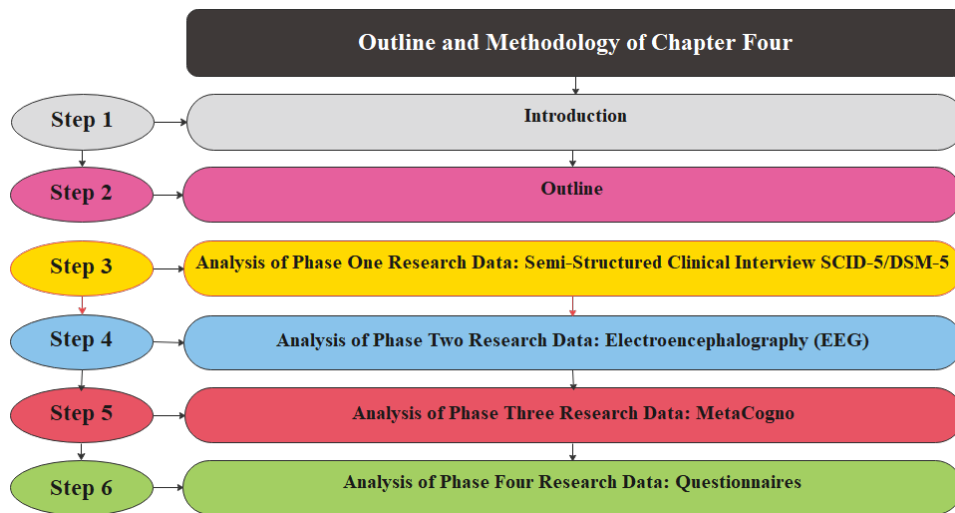 Outline and Methodology of Chapter Four
Step 1
Introduction
Step 2
Outline
Step 3
Analysis of Phase One Research Data: Semi-Structured Clinical Interview SCID-5/DSM-5
Step 4
Analysis of Phase Two Research Data: Electroencephalography (EEG)
Step 5
Analysis of Phase Three Research Data: MetaCogno
Step 6
Analysis of Phase Four Research Data: Questionnaires